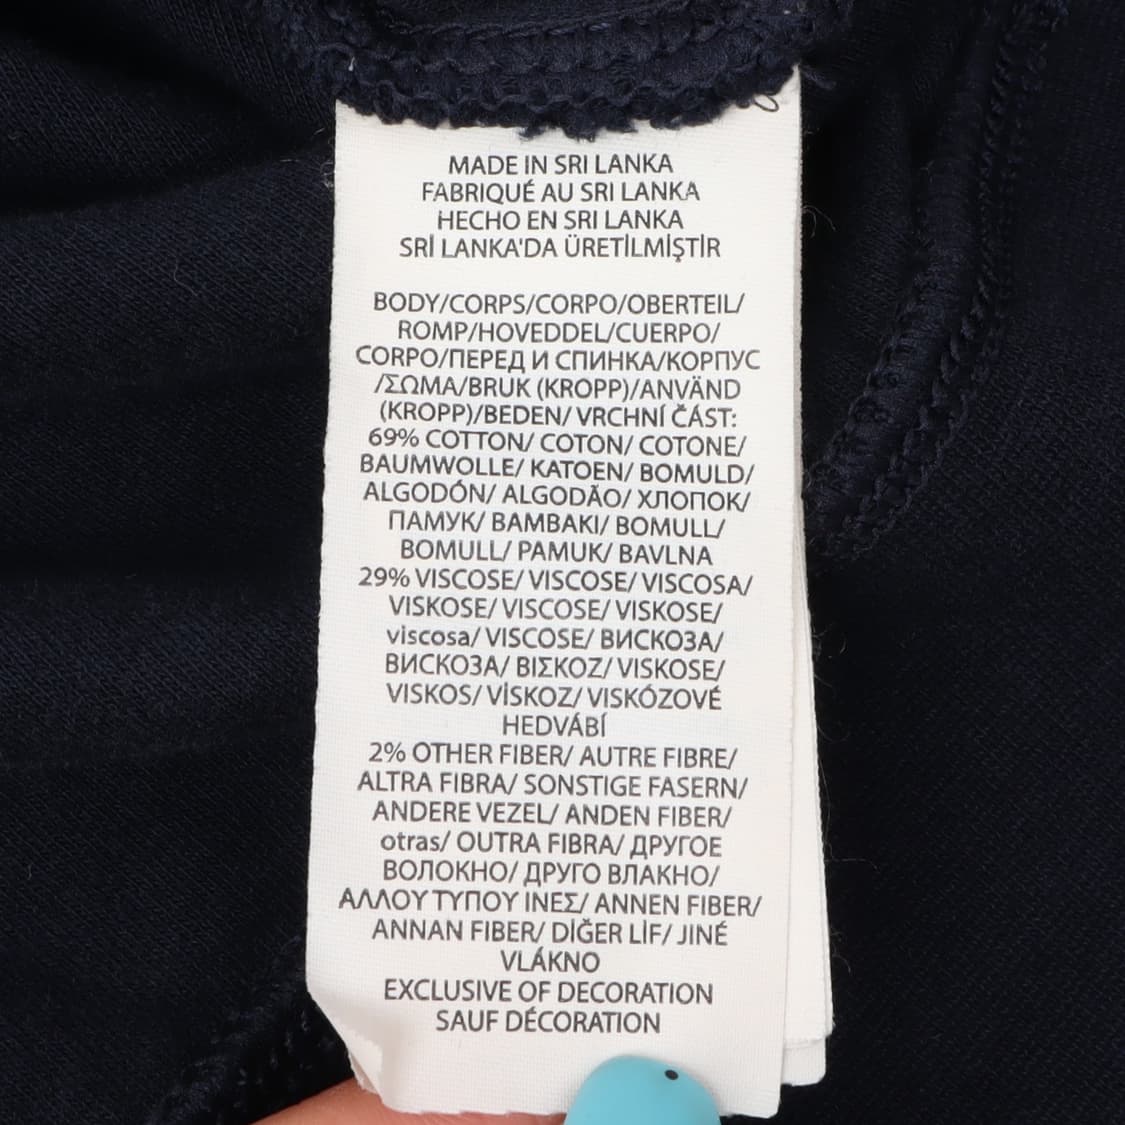 MADE IN SRI LANKA
FABRIQUÉ AU SRI LANKA
HECHO EN SRI LANKA
SRİ LANKA'DA ÜRETİLMİŞTİR
BODY/CORPS/CORPO/OBERTEIL/
ROMP/HOVEDDEL/CUERPO/
CORPO/ПЕРЕД И СПИНКА/КОРПУС
/ΣΩΜΑ/BRUK (KROPP)/ANVÄND
(KROPP)/BEDEN/ VRCHNÍ ČÁST:
69% COTTON/ COTON/ COTONE/
BAUMWOLLE/ KATOEN/ BOMULD/
ALGODÓN/ ALGODÃO/ ХЛОПОК/
ПАМУК/ ΒΑΜΒΑΚΙ/ BOMULL/
BOMULL/ PAMUK/ BAVLNA
29% VISCOSE/ VISCOSE/ VISCOSA/
VISKOSE/ VISCOSE/ VISKOSE/
viscosa/ VISCOSE/ ВИСКОЗА/
ВИСКОЗА/ ΒΙΣΚΟΖ/ VISKOSE/
VISKOS/ VİSKOZ/ VISKÓZOVÉ
HEDVÁBÍ
2% OTHER FIBER/ AUTRE FIBRE/
ALTRA FIBRA/ SONSTIGE FASERN/
ANDERE VEZEL/ ANDEN FIBER/
otras/ OUTRA FIBRA/ ДРУГОЕ
ВОЛОКНО/ ДРУГО ВЛАКНО/
ΑΛΛΟΥ ΤΥΠΟΥ ΙΝΕΣ/ ANNEN FIBER/
ANNAN FIBER/ DİĞER LİF/ JINÉ
VLÁKNO
EXCLUSIVE OF DECORATION
SAUF DÉCORATION